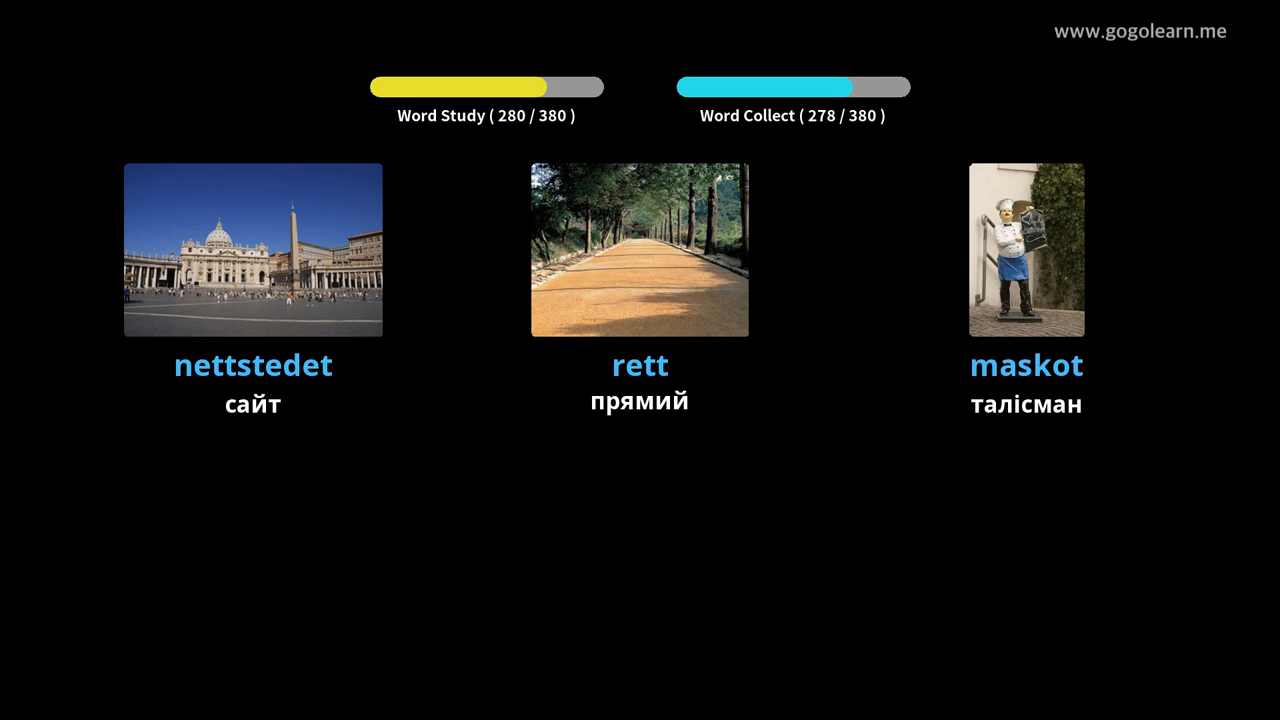 www.gogolearn.me
Word Study ( 280 / 380 )
Word Collect ( 278 / 380 )
nettstedet
сайт
rett
прямий
maskot
талісман